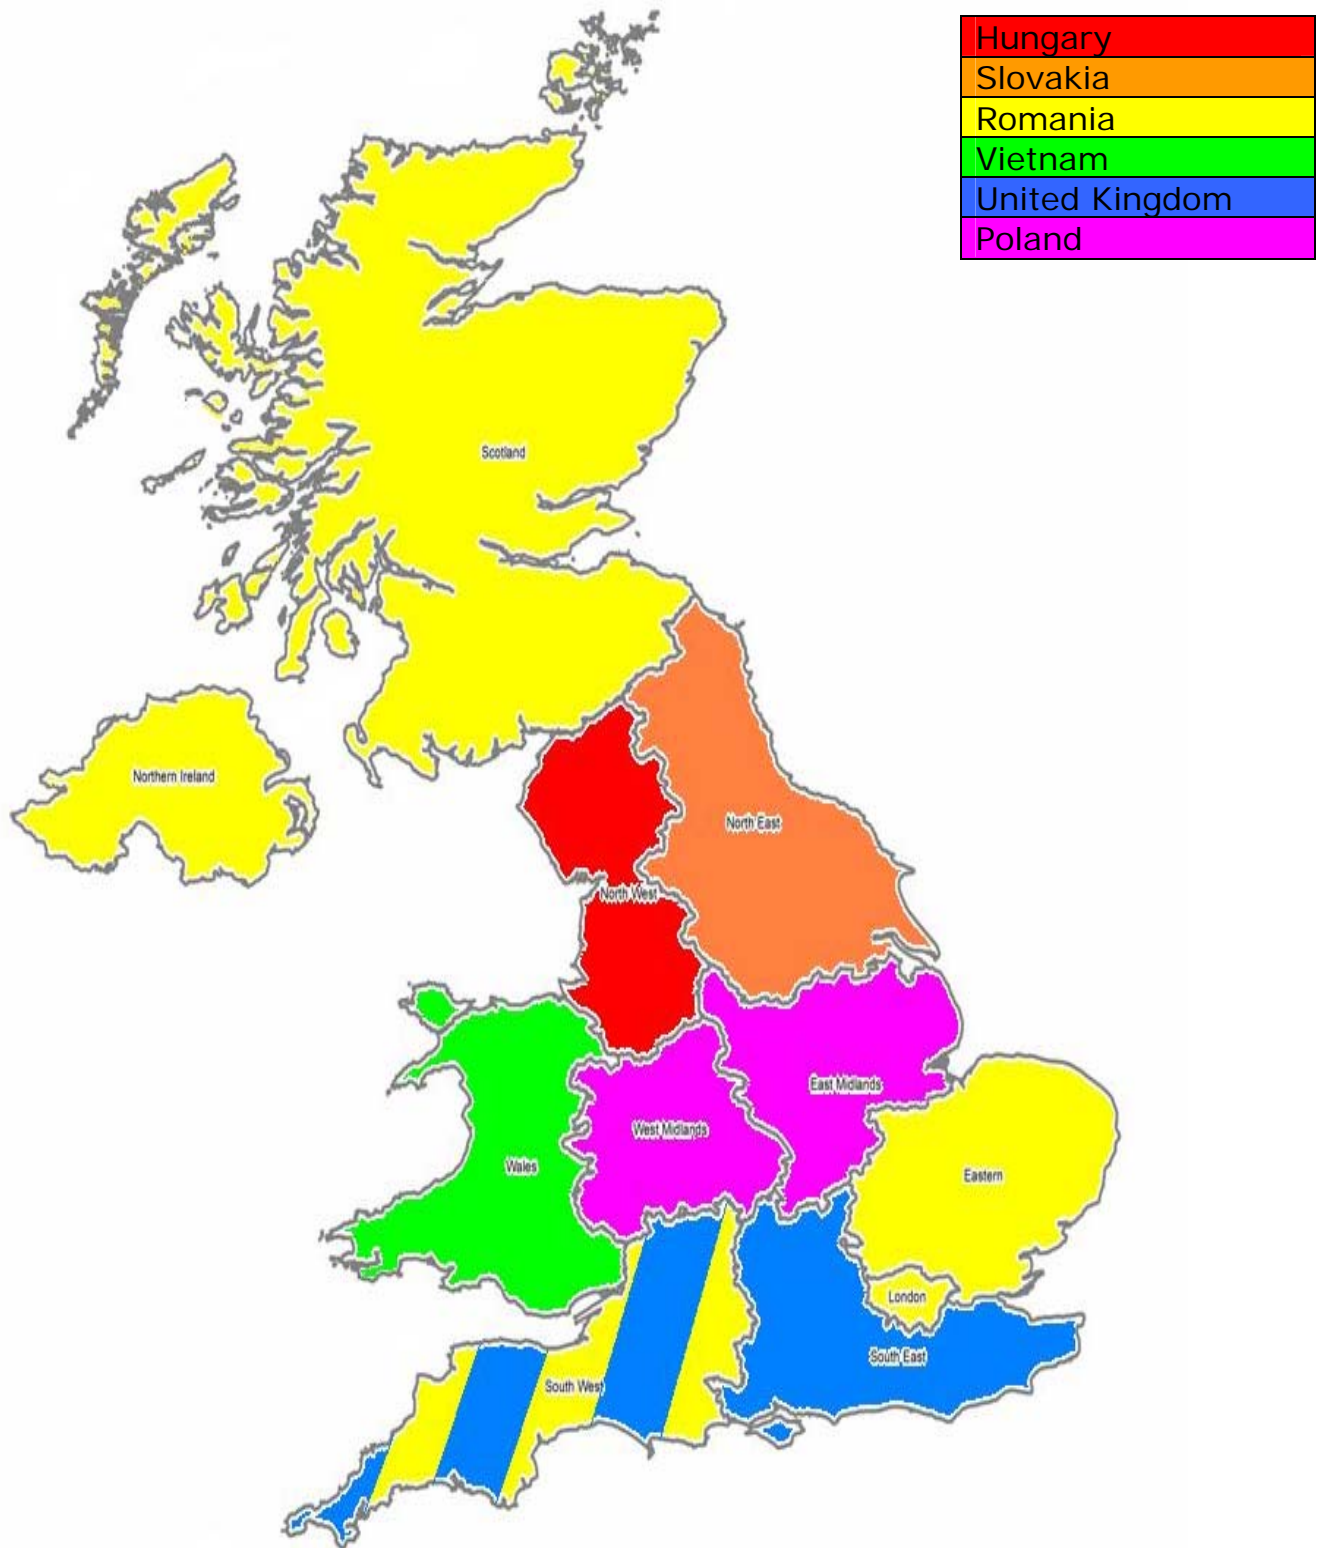 Hungary
Slovakia
Romania
Vietnam
United Kingdom
Poland
Scotland
Northern Ireland
North East
North West
East Midlands
West Midlands
Wales
Eastern
London
South East
South West